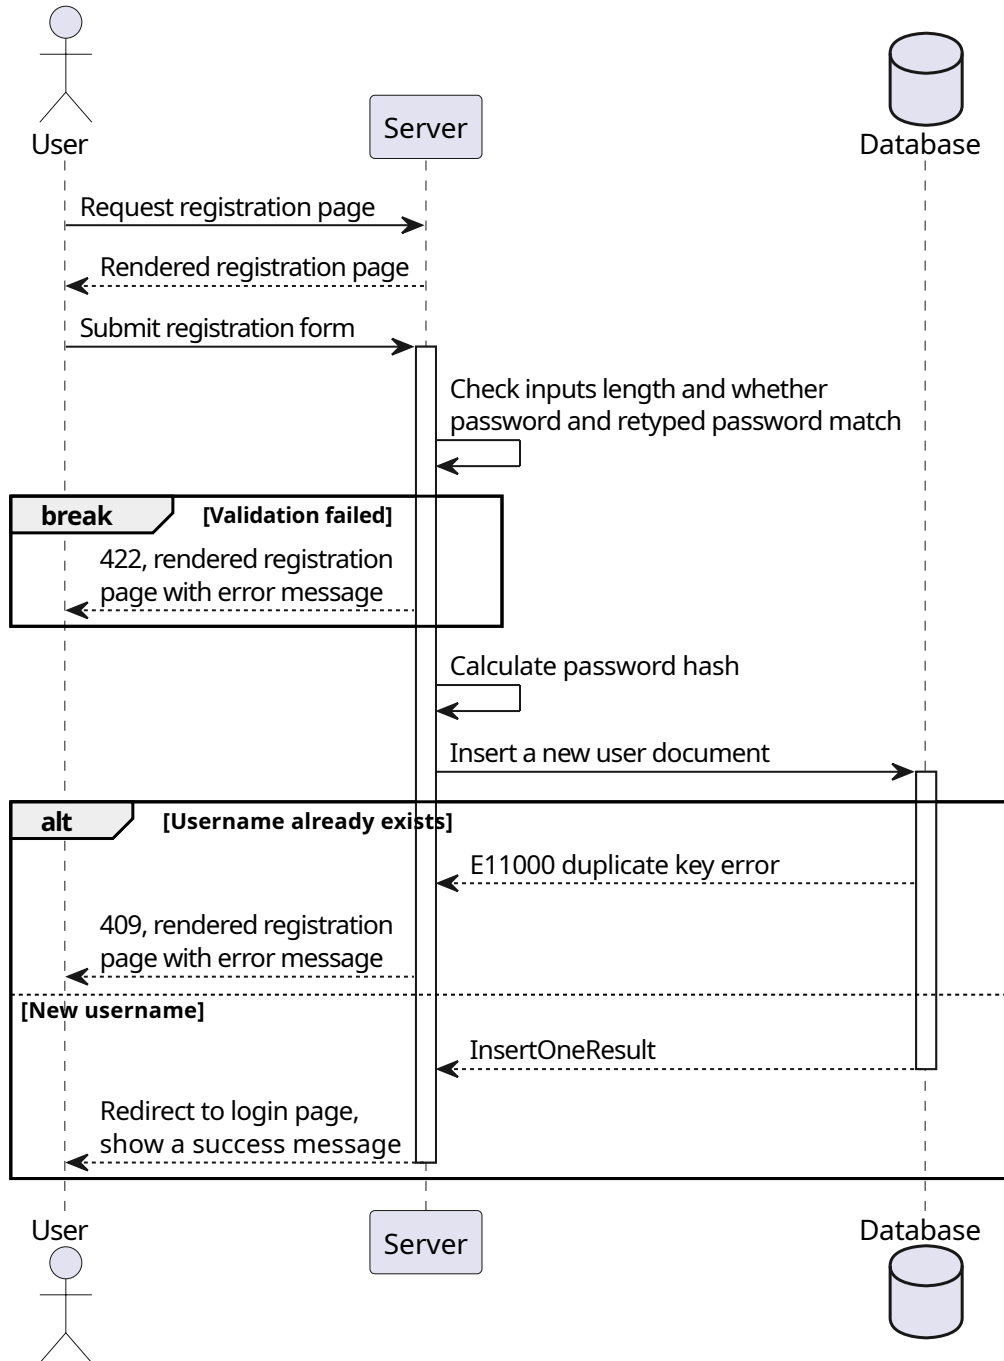 User
Server
Database
Request registration page
Rendered registration page
Submit registration form
Check inputs length and whether
password and retyped password match
break
[Validation failed]
422, rendered registration
page with error message
Calculate password hash
Insert a new user document
alt
[Username already exists]
E11000 duplicate key error
409, rendered registration
page with error message
[New username]
InsertOneResult
Redirect to login page,
show a success message
User
Server
Database